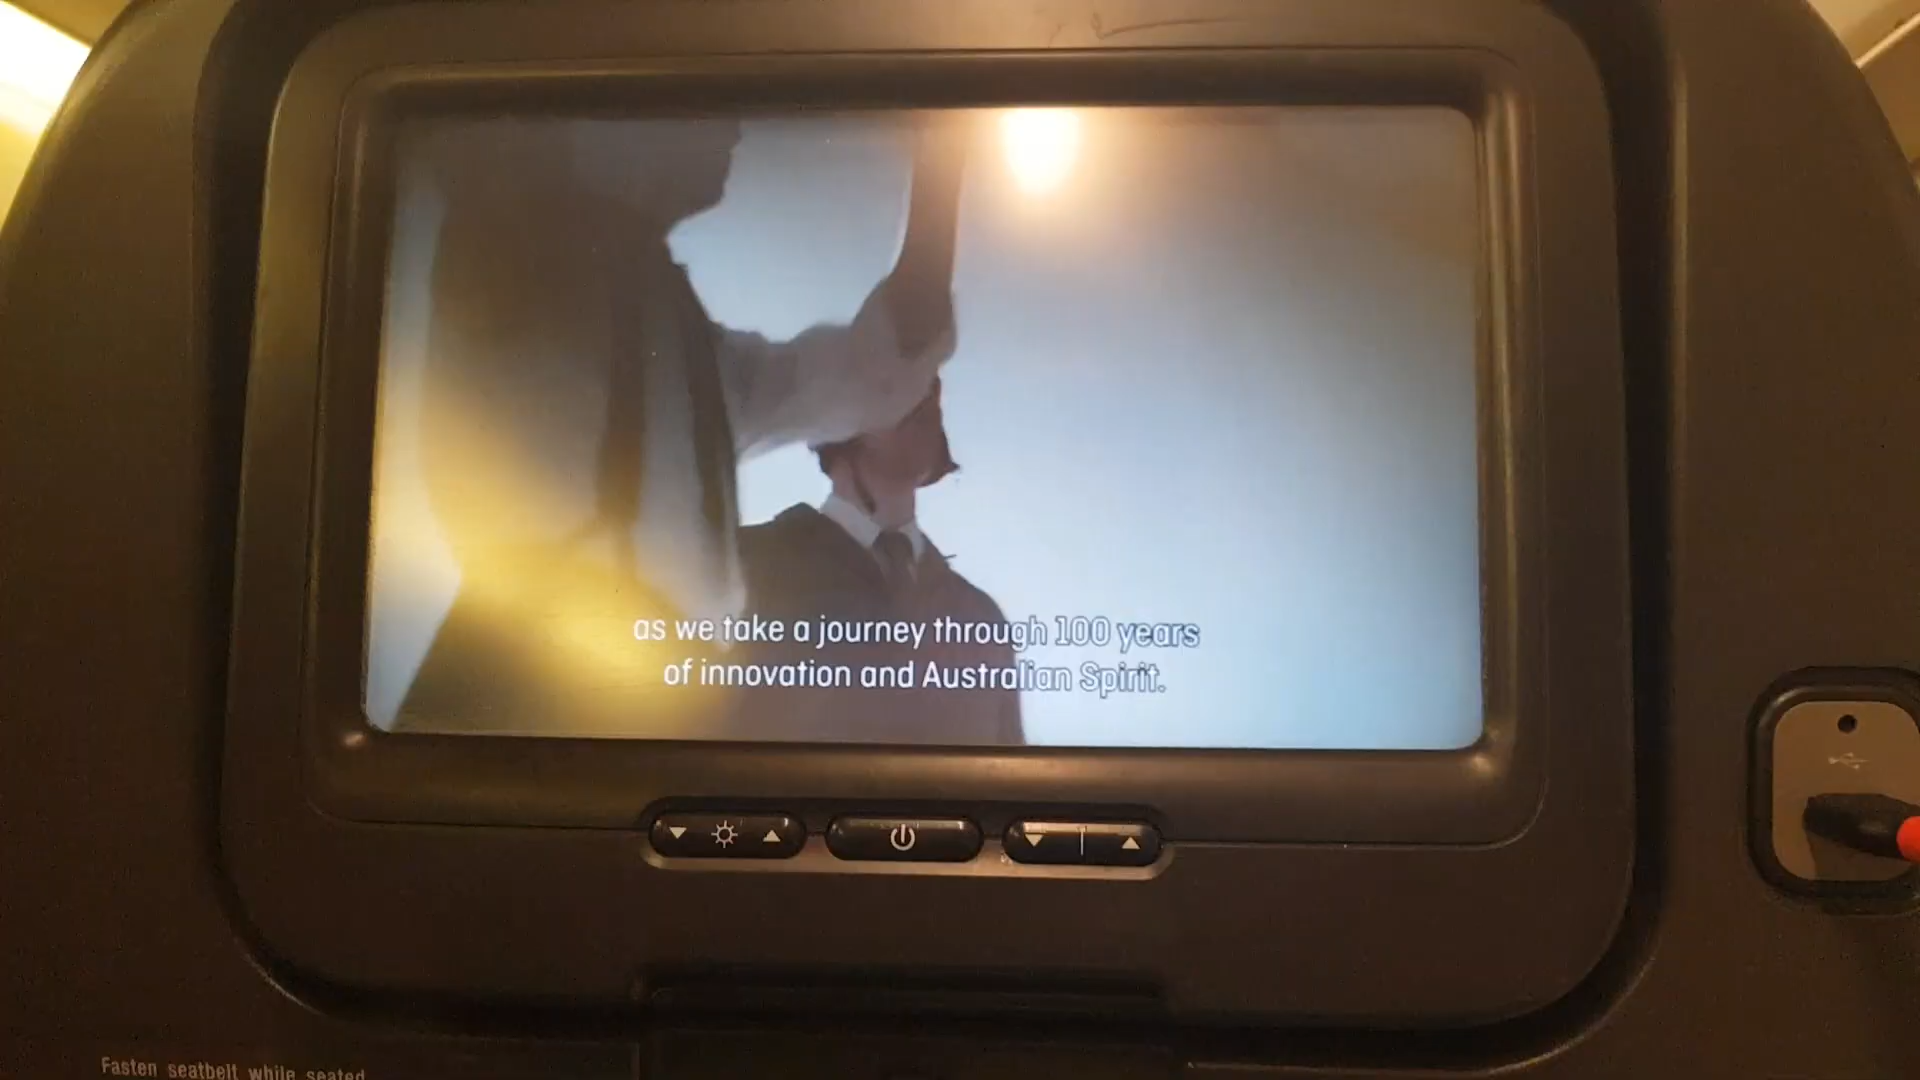 as we take a journey through 100 years
of innovation and Australian Spirit.
Fasten seatbelt while seated